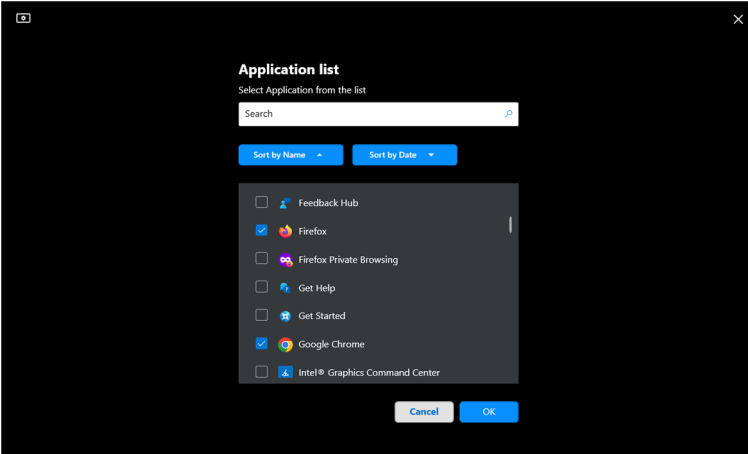 Application list
Select Application from the list
Search
Sort by Name Sort by Date
Feedback Hub
Firefox
Firefox Private Browsing
Get Help
Get Started
Google Chrome
Intel® Graphics Command Center
Cancel OK